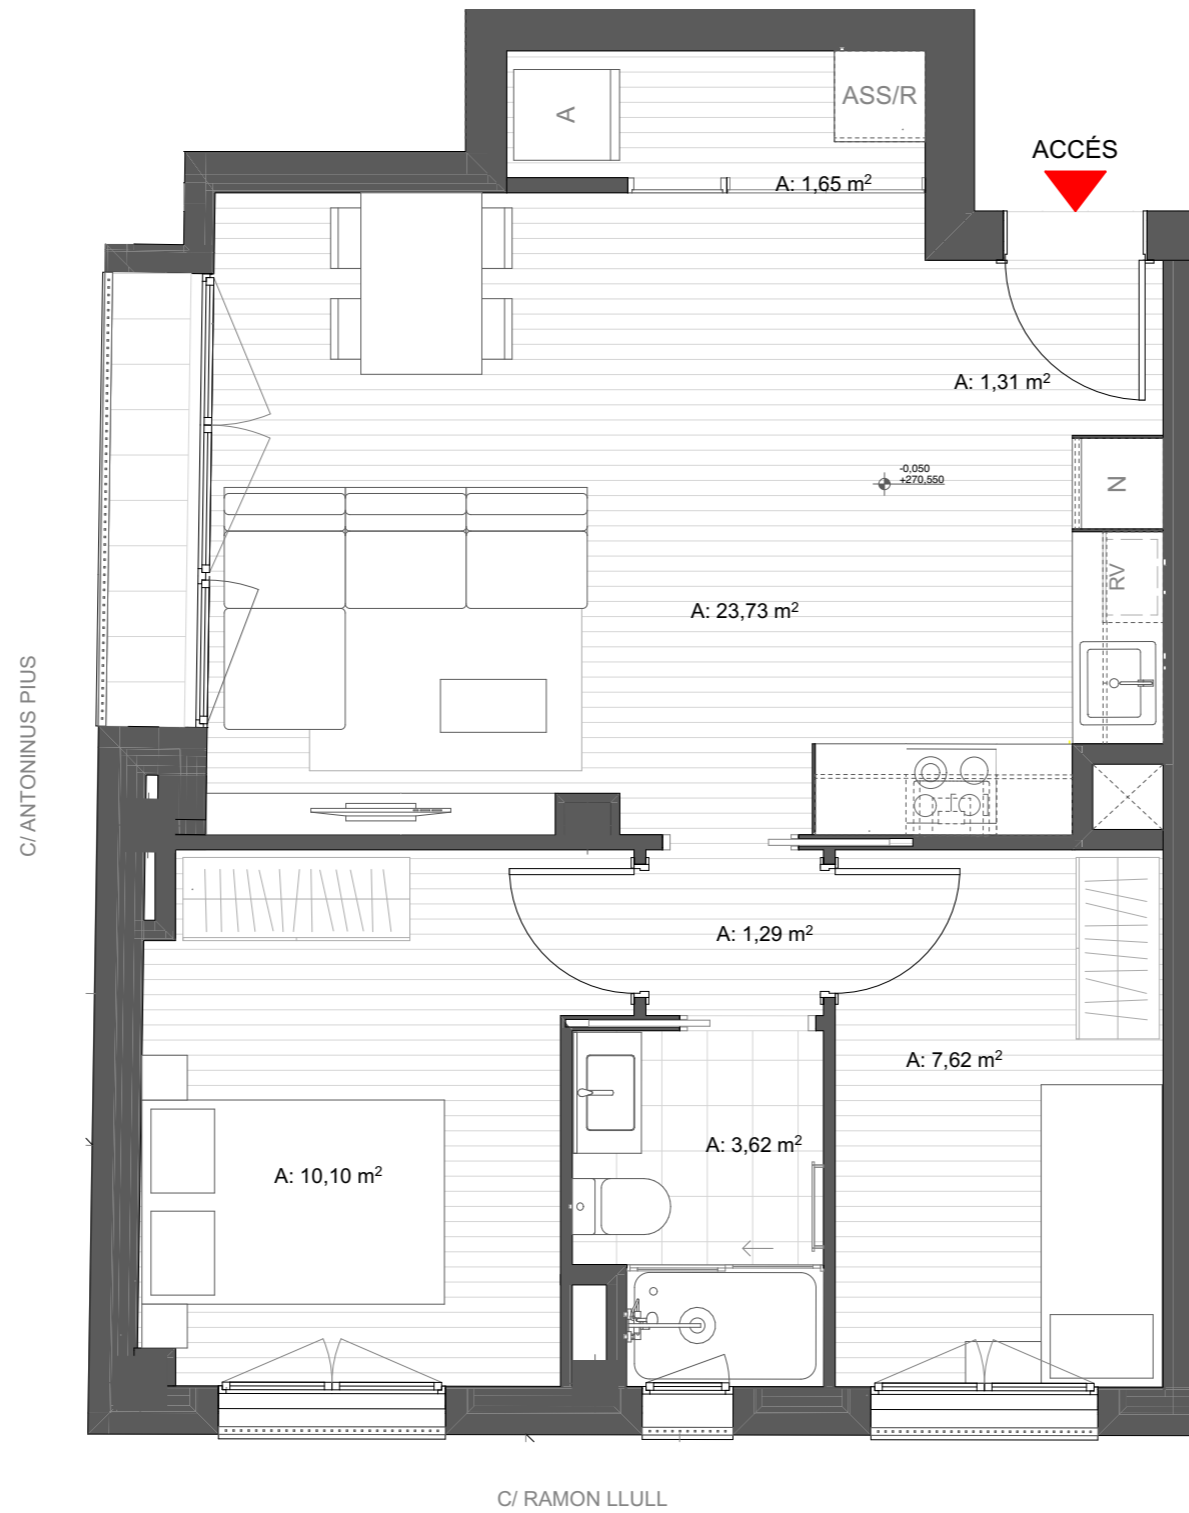 A
ASS/R
ACCÉS
A: 1,65 m²
A: 1,31 m²
-0,050
+270,550
N
RV
A: 23,73 m²
C/ ANTONINUS PIUS
A: 1,29 m²
A: 7,62 m²
A: 3,62 m²
A: 10,10 m²
C/ RAMON LLULL